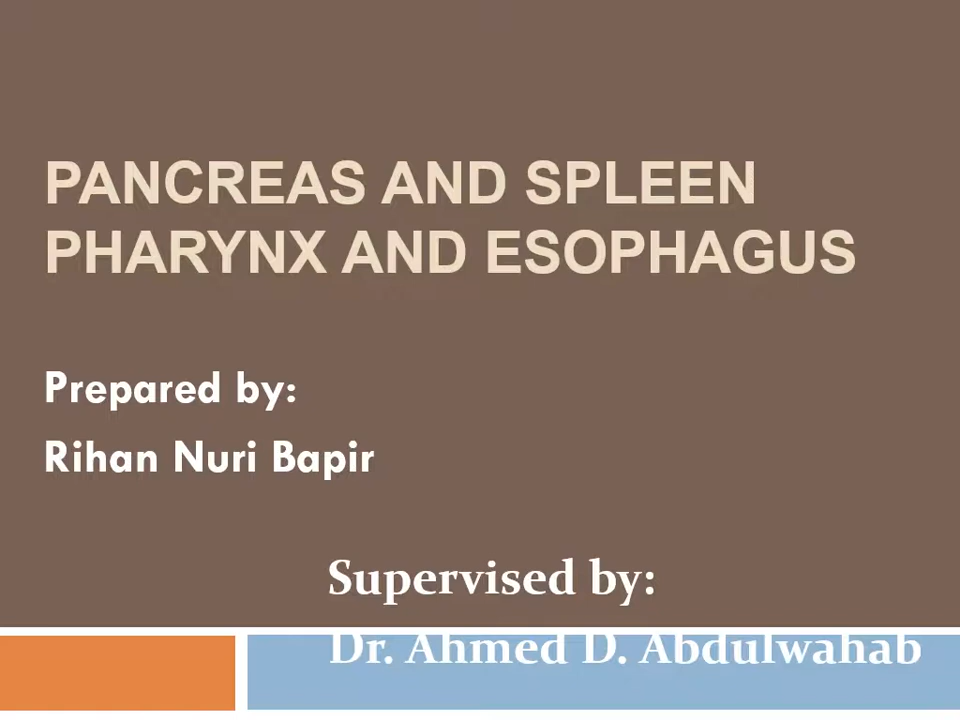 PANCREAS AND SPLEEN
PHARYNX AND ESOPHAGUS
Prepared by:
Rihan Nuri Bapir
Supervised by:
Dr. Ahmed D. Abdulwahab